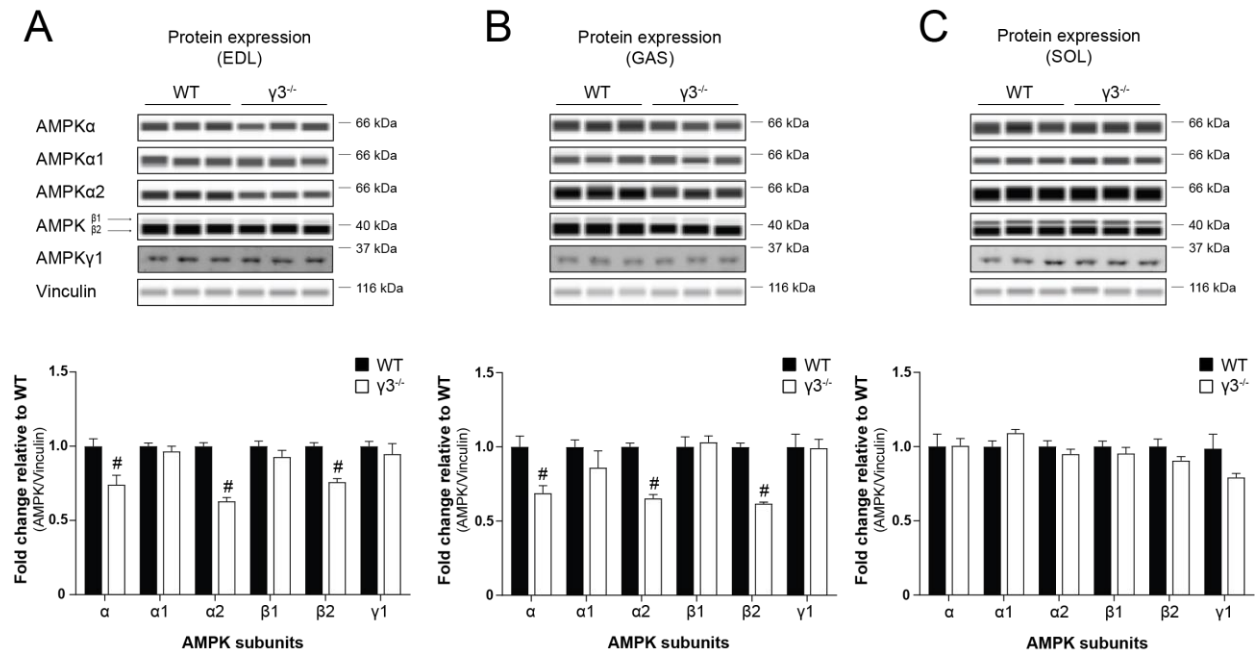 A
Protein expression
(EDL)
WT γ3-/-
AMPKα
66 kDa
AMPKα1
66 kDa
AMPKα2
66 kDa
AMPK β1
β2
40 kDa
AMPKγ1
37 kDa
Vinculin
116 kDa
WT
γ3-/-
Fold change relative to WT
(AMPK/Vinculin)
1.5
1.0
0.5
0
# # #
α α1 α2 β1 β2 γ1
AMPK subunits
B
Protein expression
(GAS)
WT γ3-/-
66 kDa
66 kDa
66 kDa
40 kDa
37 kDa
116 kDa
WT
γ3-/-
Fold change relative to WT
(AMPK/Vinculin)
1.5
1.0
0.5
0
# # #
α α1 α2 β1 β2 γ1
AMPK subunits
C
Protein expression
(SOL)
WT γ3-/-
66 kDa
66 kDa
66 kDa
40 kDa
37 kDa
116 kDa
WT
γ3-/-
Fold change relative to WT
(AMPK/Vinculin)
1.5
1.0
0.5
0
α α1 α2 β1 β2 γ1
AMPK subunits